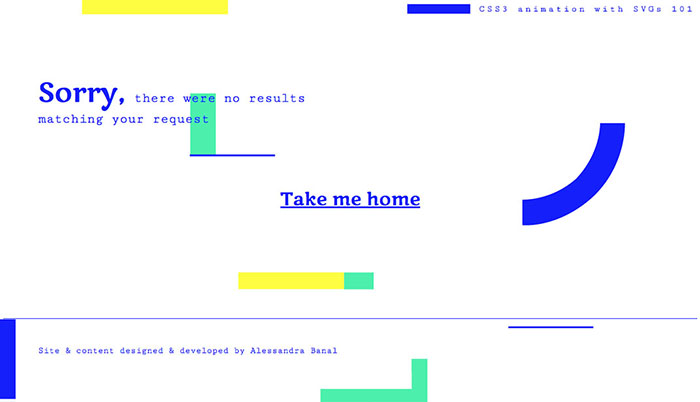 CSS3 animation with SVGs 101
Sorry, there were no results
matching your request
Take me home
Site & content designed & developed by Alessandra Banal